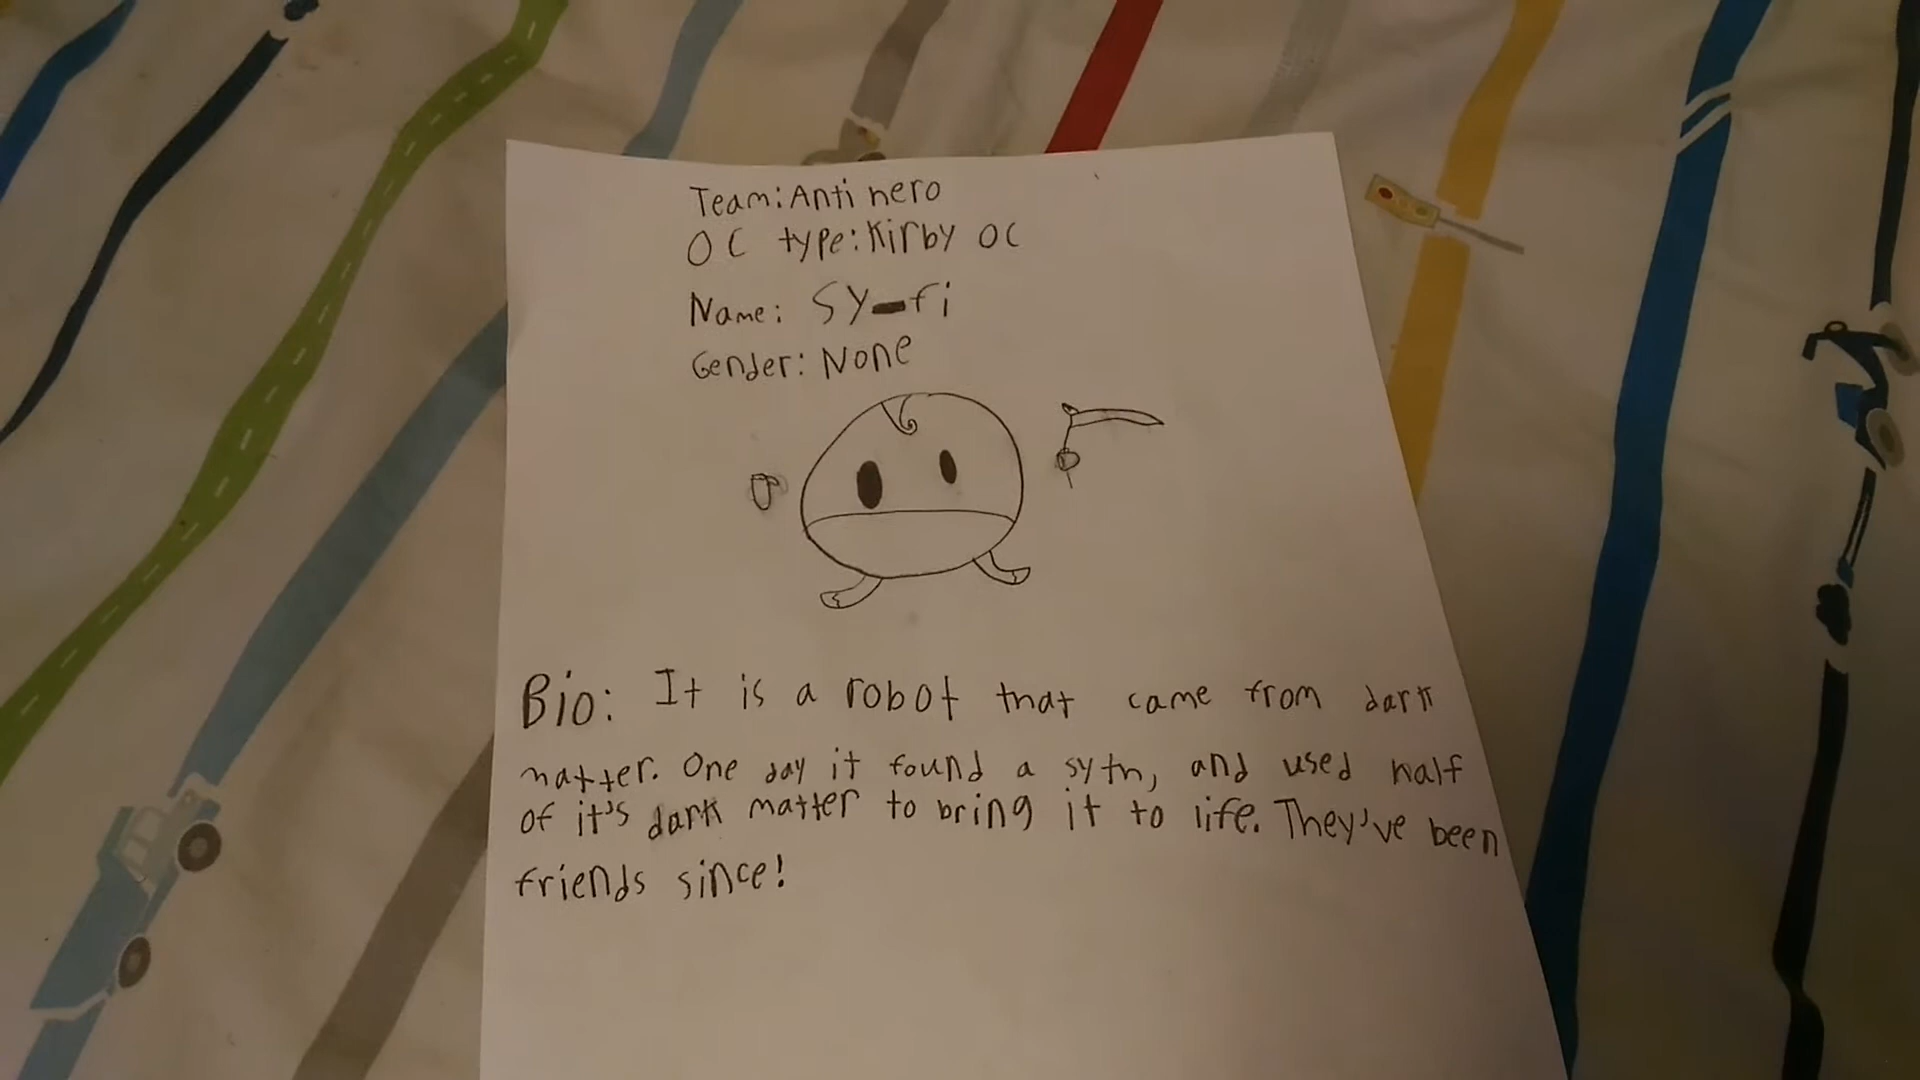 Team: Anti hero
OC type: Kirby OC
Name: Sy-fi
Gender: None
Bio: It is a robot that came from dark
matter. One day it found a syth, and used half
of it's dark matter to bring it to life. They've been
friends since!